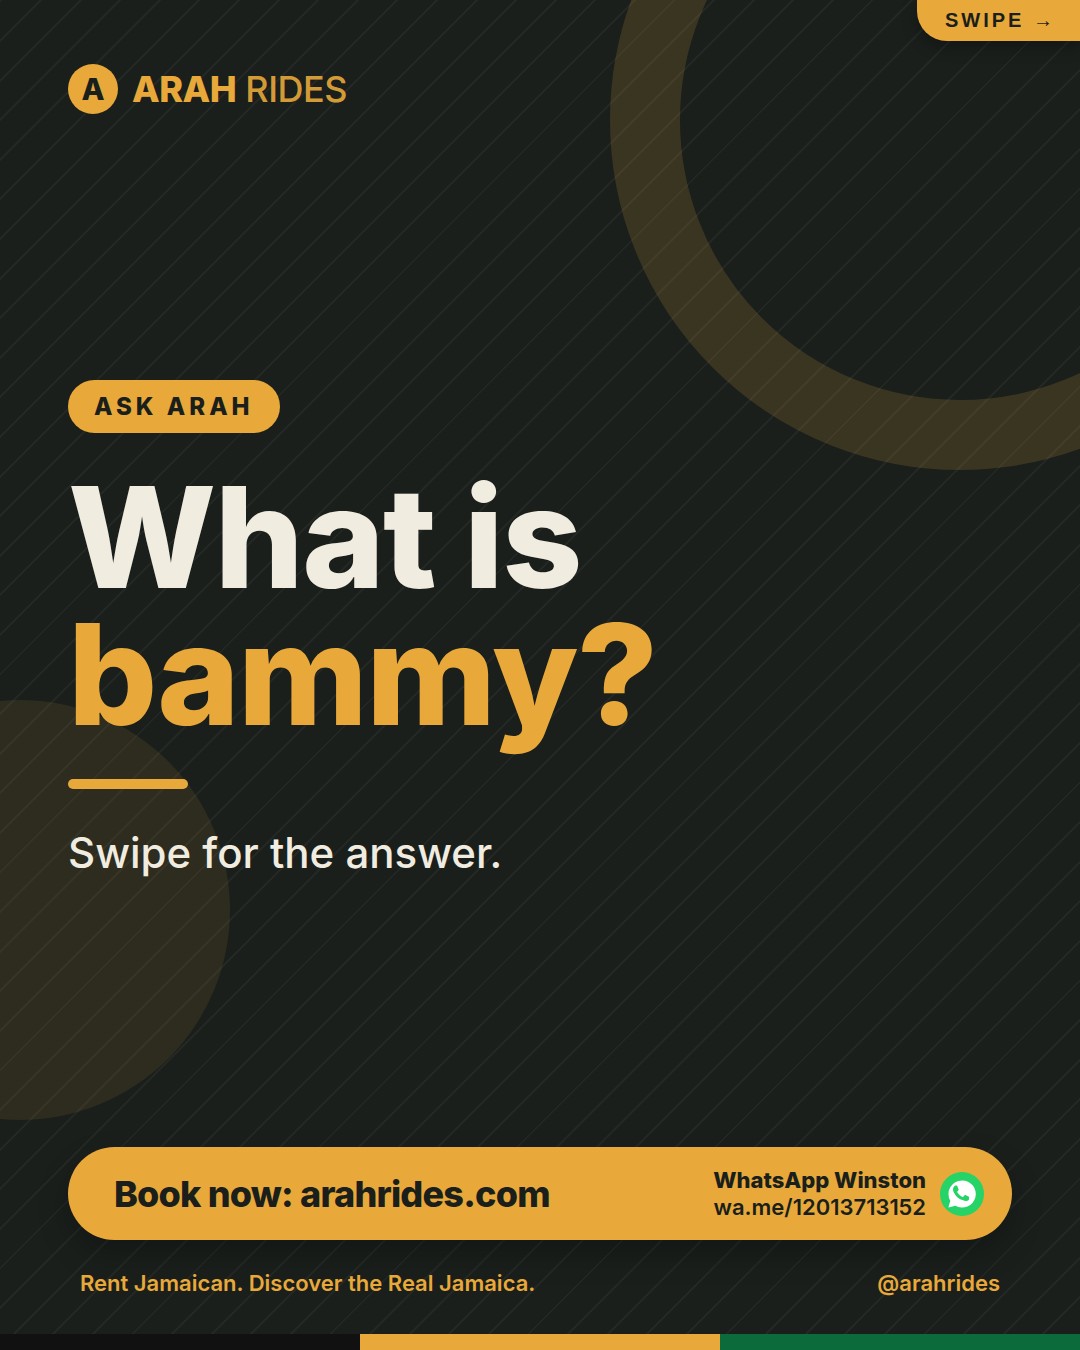 SWIPE →
A ARAH RIDES
ASK ARAH
What is
bammy?
Swipe for the answer.
Book now: arahrides.com
WhatsApp Winston
wa.me/12013713152
Rent Jamaican. Discover the Real Jamaica.
@arahrides